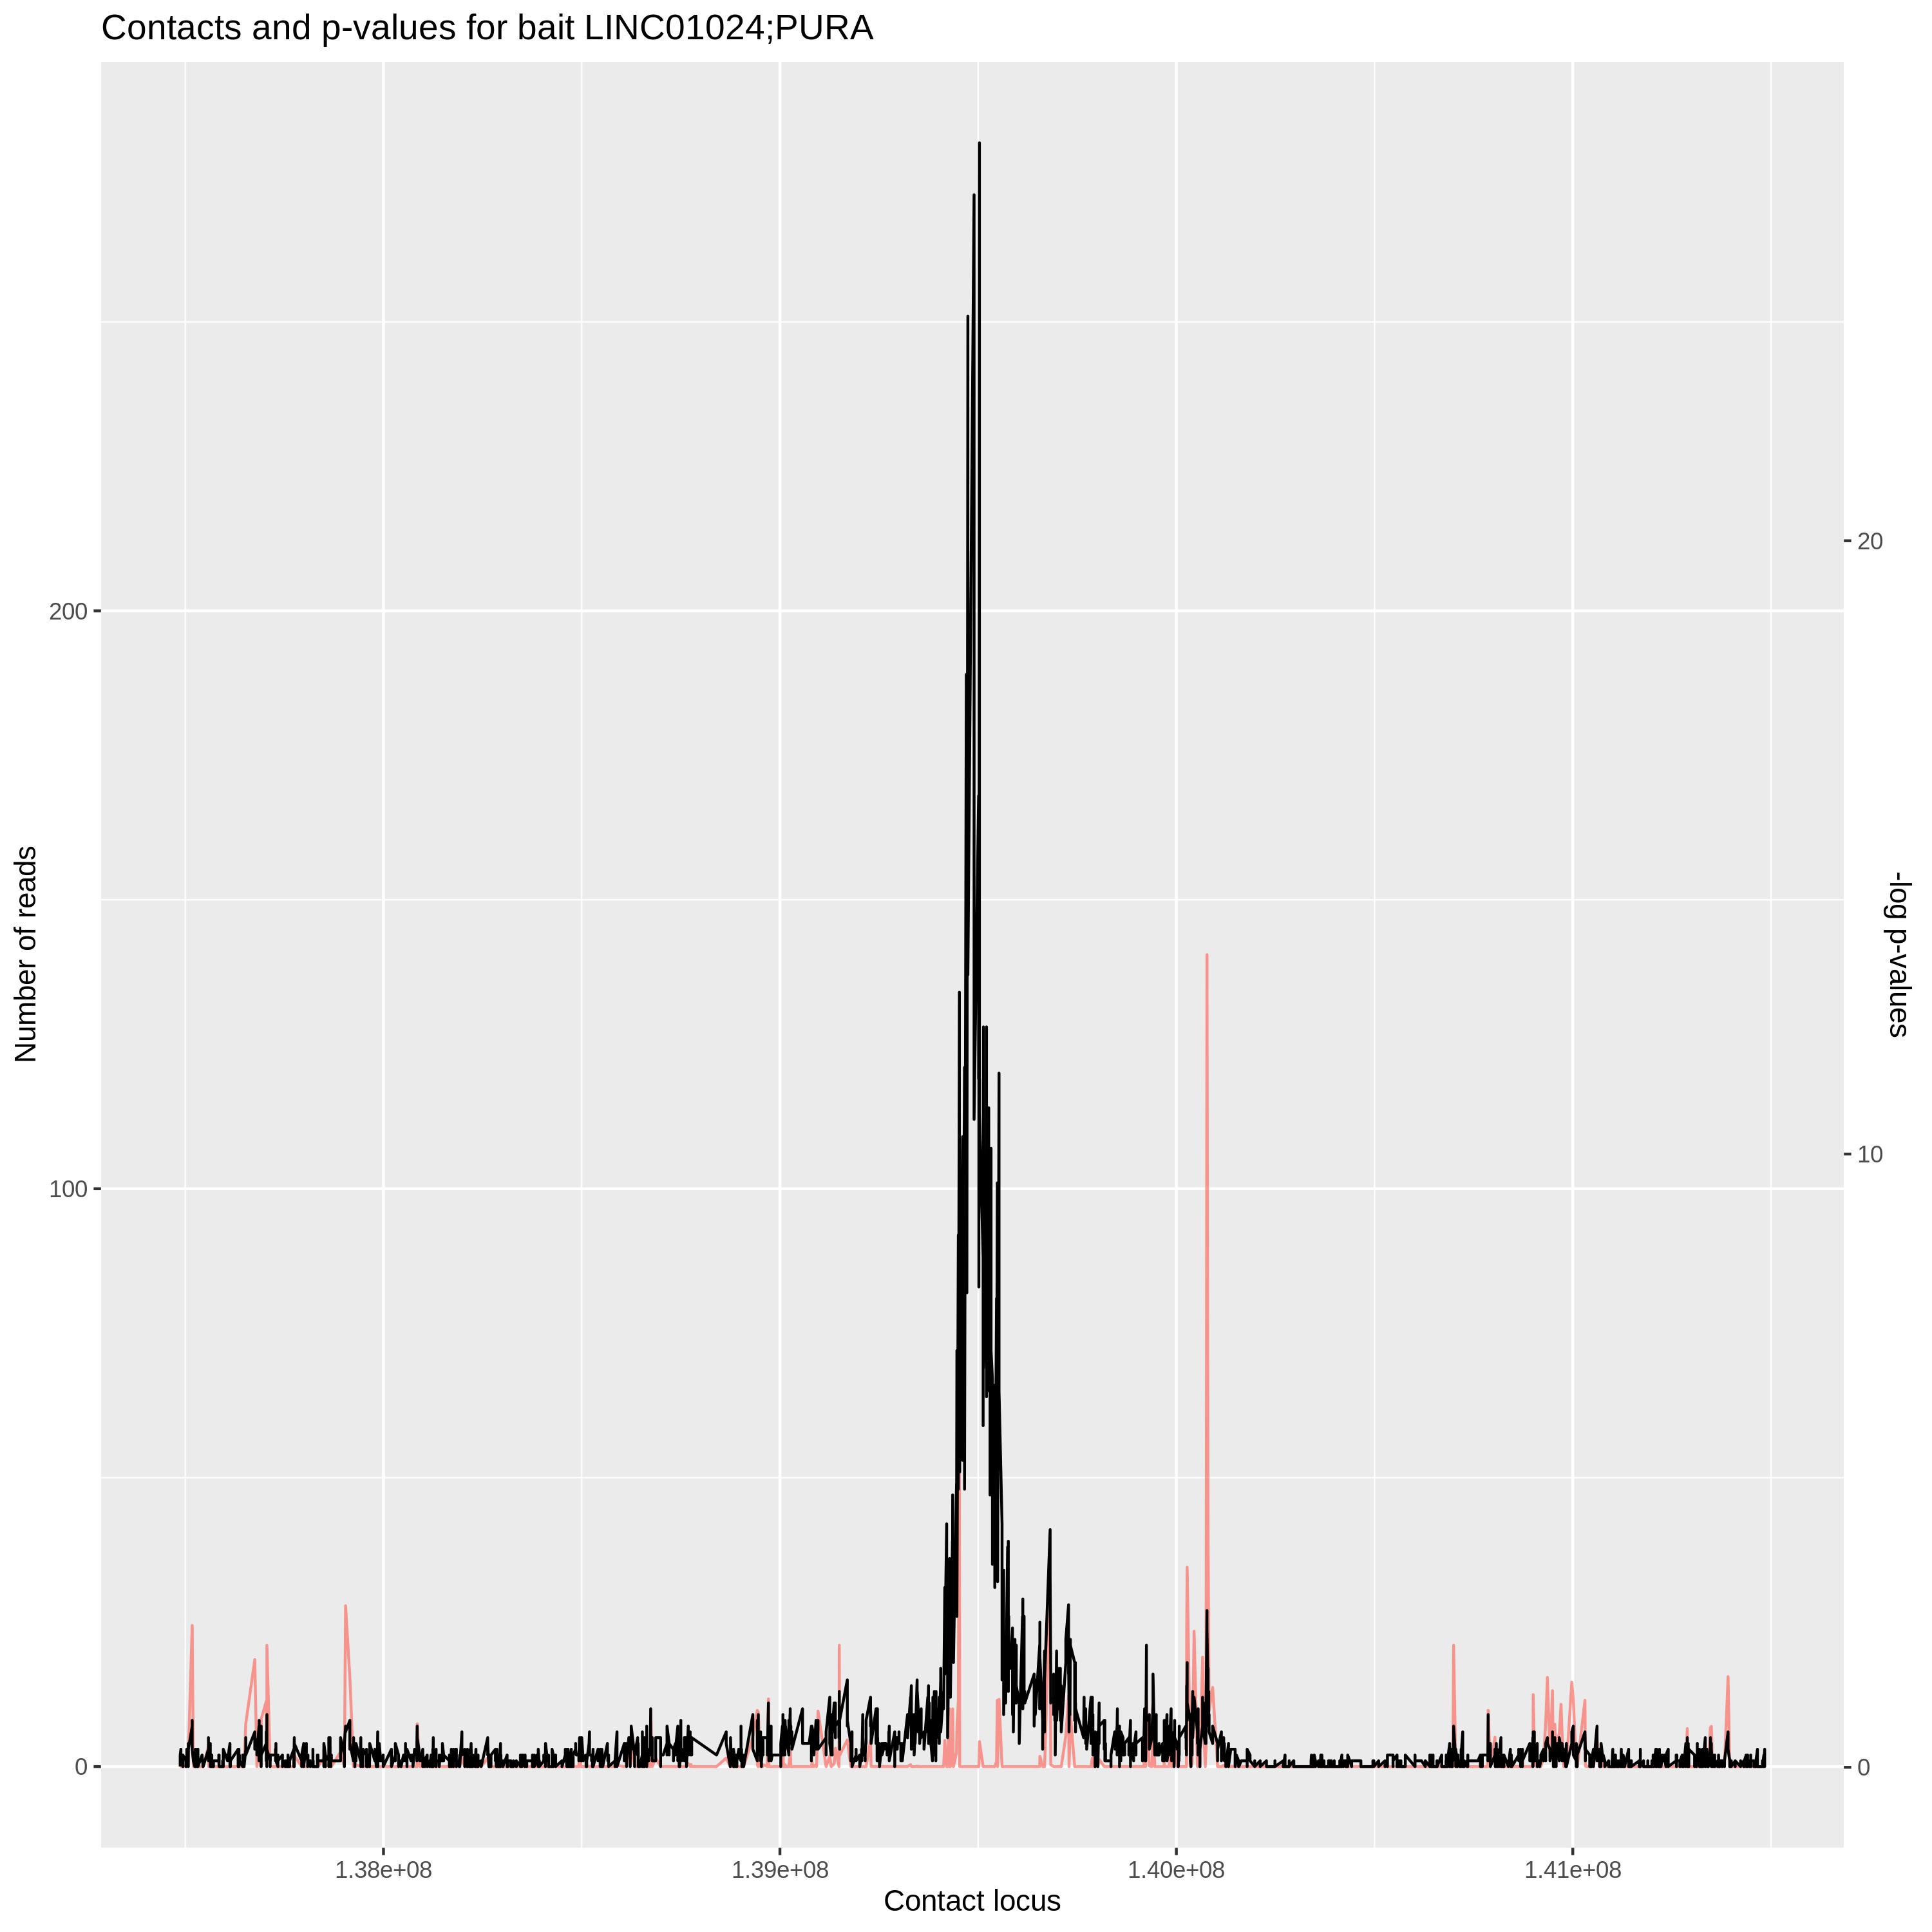 Contacts and p-values for bait LINC01024;PURA
Number of reads
200
100
0
20
10
0
-log p-values
1.38e+08
1.39e+08
1.40e+08
1.41e+08
Contact locus